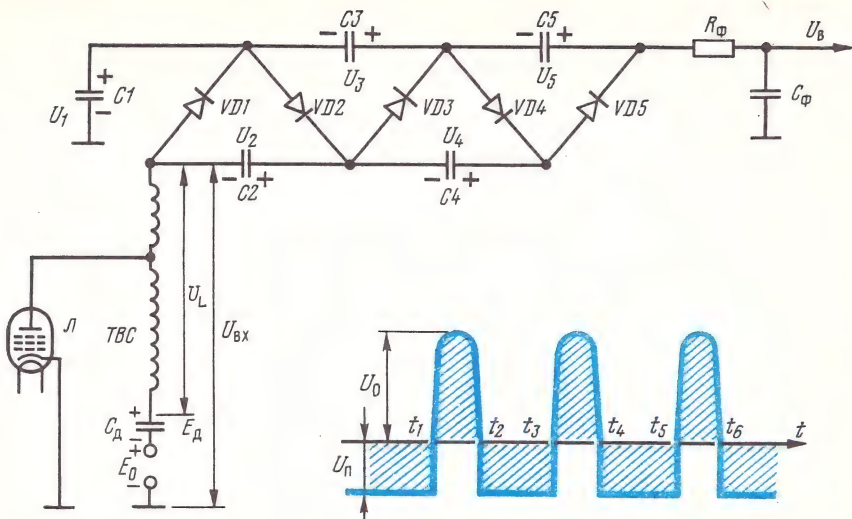 C3
C5
− +
− +
U₃
U₅
Rф
Uв
+
−
U₁
C1
VD1
VD2
VD3
VD4
VD5
Cф
U₂
U₄
− +
− +
C2
C4
Л
ТВС
U_L
Uвх
+
Cд
−
Eд
+
E₀
−
U₀
Uп
t₁
t₂
t₃
t₄
t₅
t₆
t